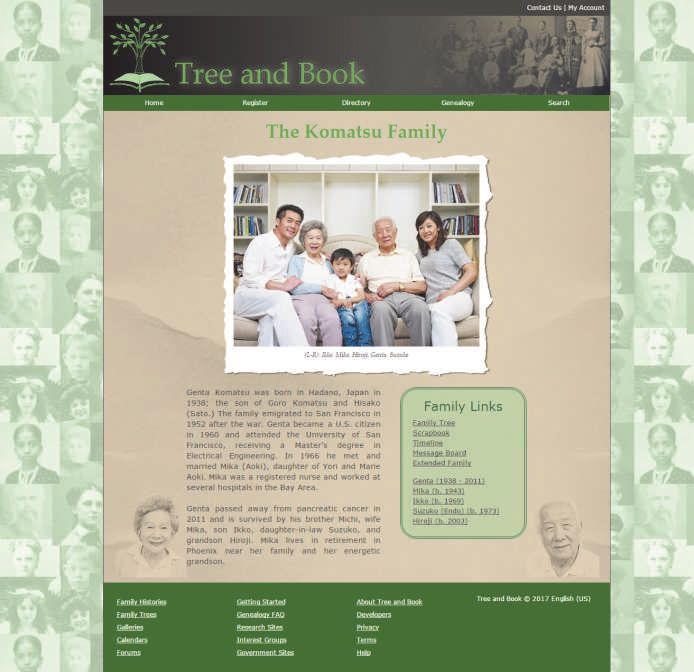 Contact Us | My Account
Tree and Book
Home Register Directory Genealogy Search
The Komatsu Family
(L-R): Ikko, Mika, Hiroji, Genta, Suzuko
Genta Komatsu was born in Hadano, Japan in
1938; the son of Goro Komatsu and Hisako
(Sato.) The family emigrated to San Francisco in
1952 after the war. Genta became a U.S. citizen
in 1960 and attended the University of San
Francisco, receiving a Master's degree in
Electrical Engineering. In 1966 he met and
married Mika (Aoki), daughter of Yori and Marie
Aoki. Mika was a registered nurse and worked at
several hospitals in the Bay Area.
Genta passed away from pancreatic cancer in
2011 and is survived by his brother Michi, wife
Mika, son Ikko, daughter-in-law Suzuko, and
grandson Hiroji. Mika lives in retirement in
Phoenix near her family and her energetic
grandson.
Family Links
Family Tree
Scrapbook
Timeline
Message Board
Extended Family
Genta (1938 - 2011)
Mika (b. 1943)
Ikko (b. 1969)
Suzuko (Endo) (b. 1973)
Hiroji (b. 2003)
Family Histories
Family Trees
Galleries
Calendars
Forums
Getting Started
Genealogy FAQ
Research Sites
Interest Groups
Government Sites
About Tree and Book
Developers
Privacy
Terms
Help
Tree and Book © 2017 English (US)